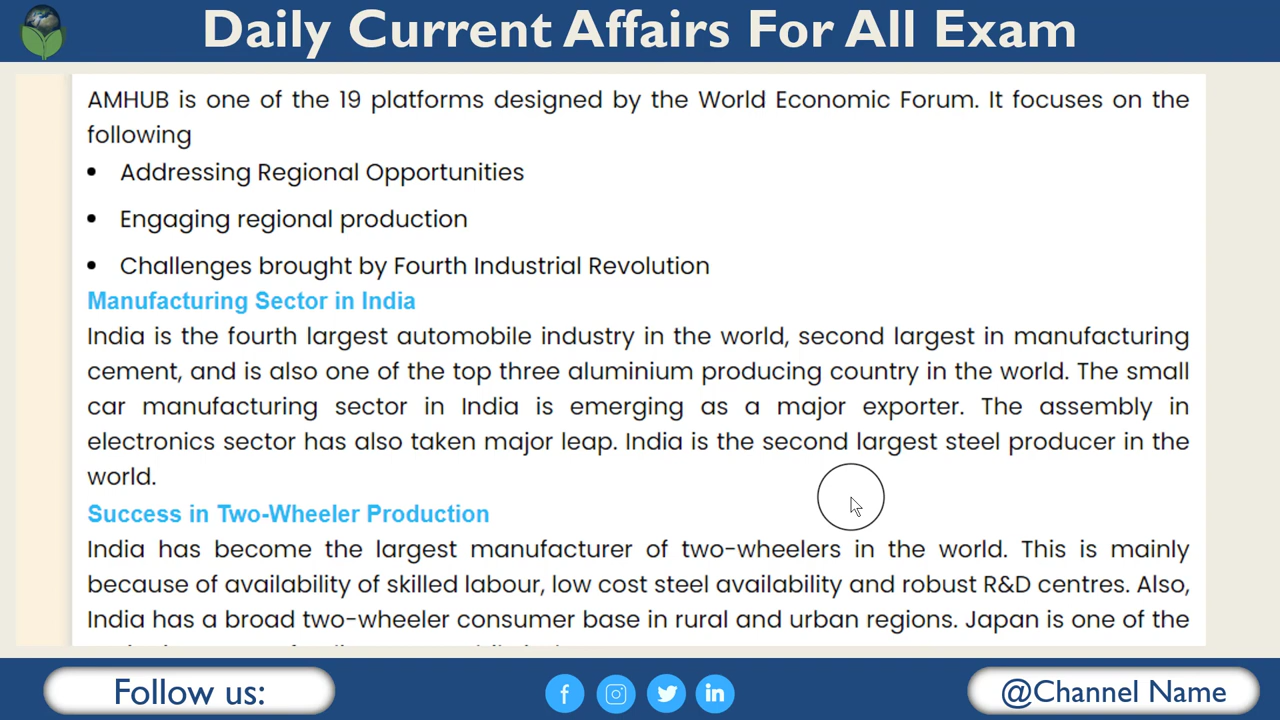 Daily Current Affairs For All Exam
AMHUB is one of the 19 platforms designed by the World Economic Forum. It focuses on the
following
• Addressing Regional Opportunities
• Engaging regional production
• Challenges brought by Fourth Industrial Revolution
Manufacturing Sector in India
India is the fourth largest automobile industry in the world, second largest in manufacturing
cement, and is also one of the top three aluminium producing country in the world. The small
car manufacturing sector in India is emerging as a major exporter. The assembly in
electronics sector has also taken major leap. India is the second largest steel producer in the
world.
Success in Two-Wheeler Production
India has become the largest manufacturer of two-wheelers in the world. This is mainly
because of availability of skilled labour, low cost steel availability and robust R&D centres. Also,
India has a broad two-wheeler consumer base in rural and urban regions. Japan is one of the
Follow us:
@Channel Name